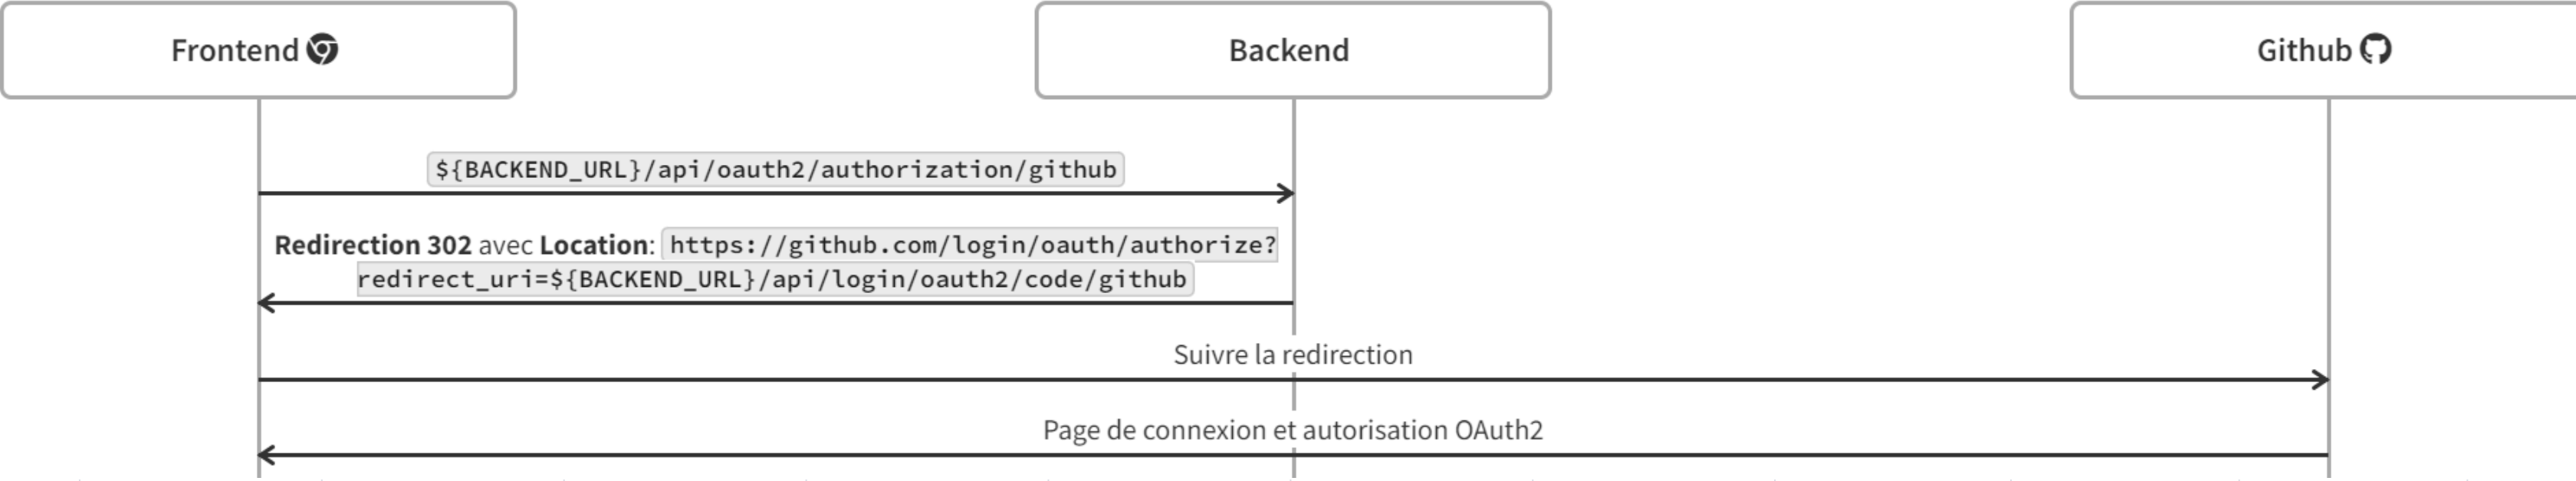 Frontend
Backend
Github
${BACKEND_URL}/api/oauth2/authorization/github
Redirection 302 avec Location: https://github.com/login/oauth/authorize?
redirect_uri=${BACKEND_URL}/api/login/oauth2/code/github
Suivre la redirection
Page de connexion et autorisation OAuth2